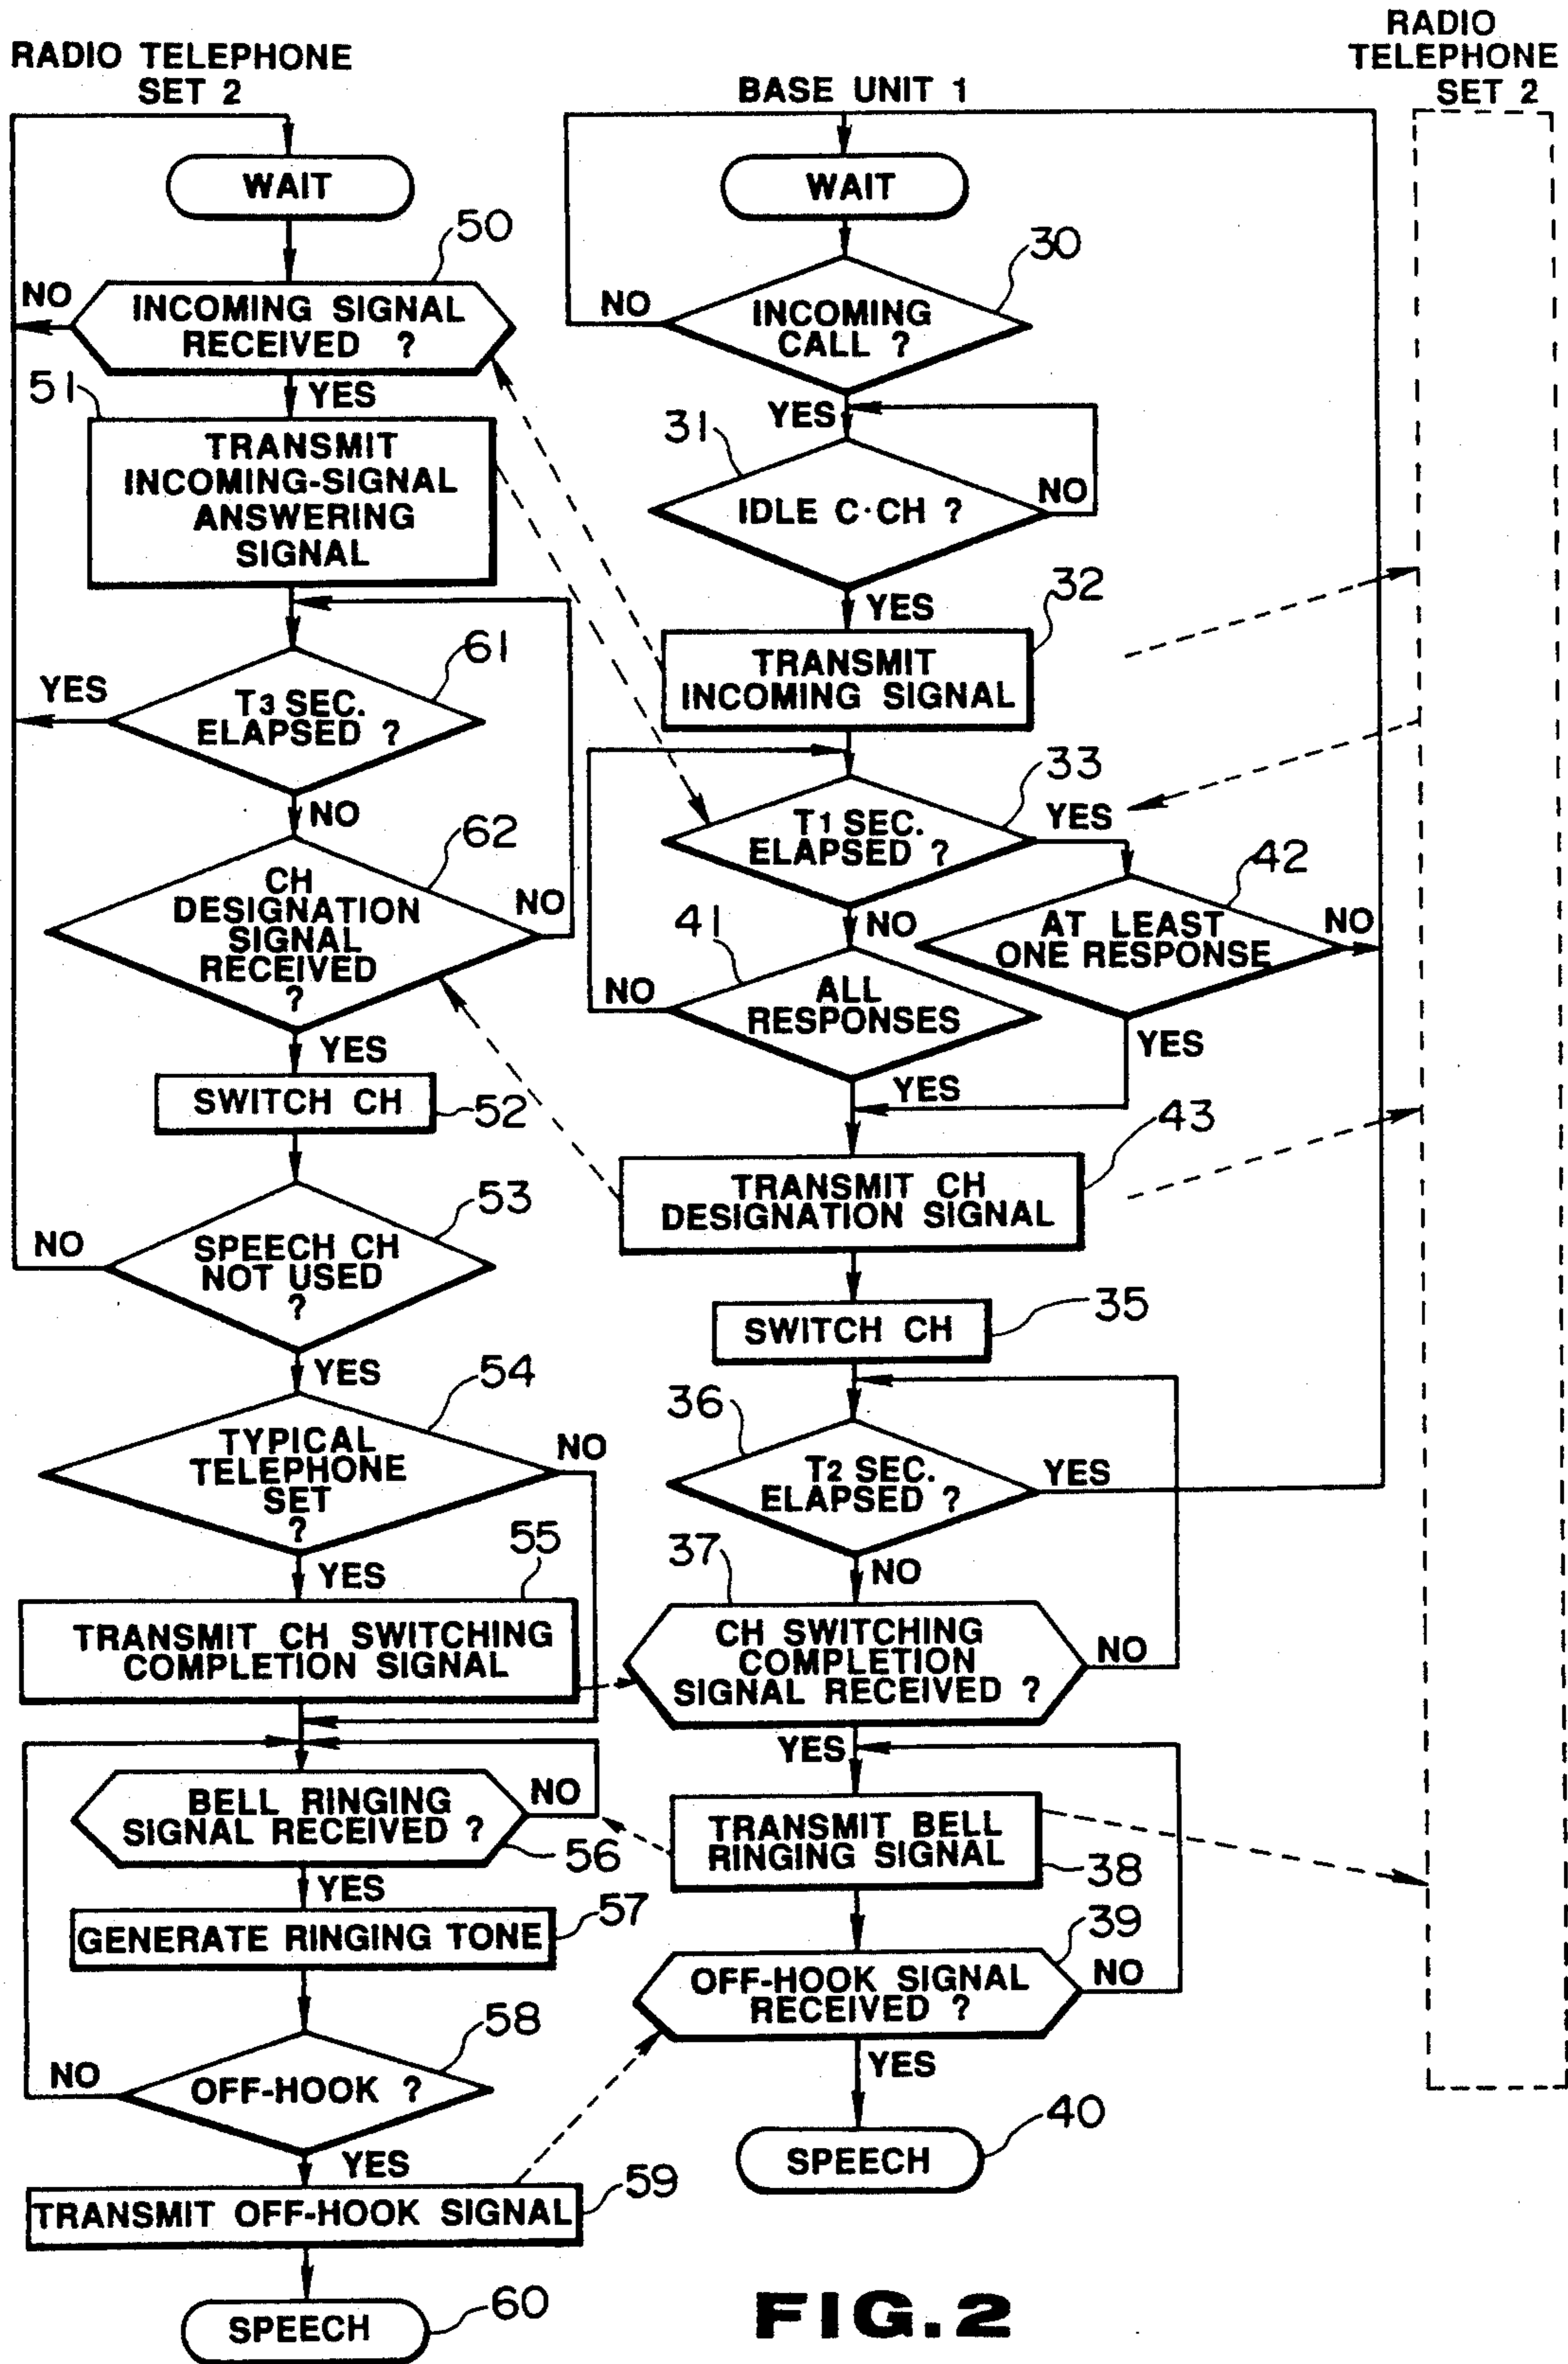 RADIO TELEPHONE
SET 2
WAIT
50
INCOMING SIGNAL
RECEIVED ?
NO
YES
51
TRANSMIT
INCOMING-SIGNAL
ANSWERING
SIGNAL
61
T3 SEC.
ELAPSED ?
YES
NO
62
CH
DESIGNATION
SIGNAL
RECEIVED
?
NO
YES
SWITCH CH
52
53
SPEECH CH
NOT USED
?
NO
YES
54
TYPICAL
TELEPHONE
SET
?
NO
YES
55
TRANSMIT CH SWITCHING
COMPLETION SIGNAL
BELL RINGING
SIGNAL RECEIVED ?
NO
56
YES
57
GENERATE RINGING TONE
58
OFF-HOOK ?
NO
YES
59
TRANSMIT OFF-HOOK SIGNAL
SPEECH
60
BASE UNIT 1
WAIT
30
INCOMING
CALL ?
NO
YES
31
IDLE C·CH ?
NO
YES
32
TRANSMIT
INCOMING SIGNAL
33
T1 SEC.
ELAPSED ?
YES
NO
42
AT LEAST
ONE RESPONSE
NO
YES
41
ALL
RESPONSES
NO
YES
43
TRANSMIT CH
DESIGNATION SIGNAL
35
SWITCH CH
36
T2 SEC.
ELAPSED ?
YES
NO
37
CH SWITCHING
COMPLETION
SIGNAL RECEIVED ?
NO
YES
TRANSMIT BELL
RINGING SIGNAL
38
39
OFF-HOOK SIGNAL
RECEIVED ?
NO
YES
40
SPEECH
RADIO
TELEPHONE
SET 2
FIG.2